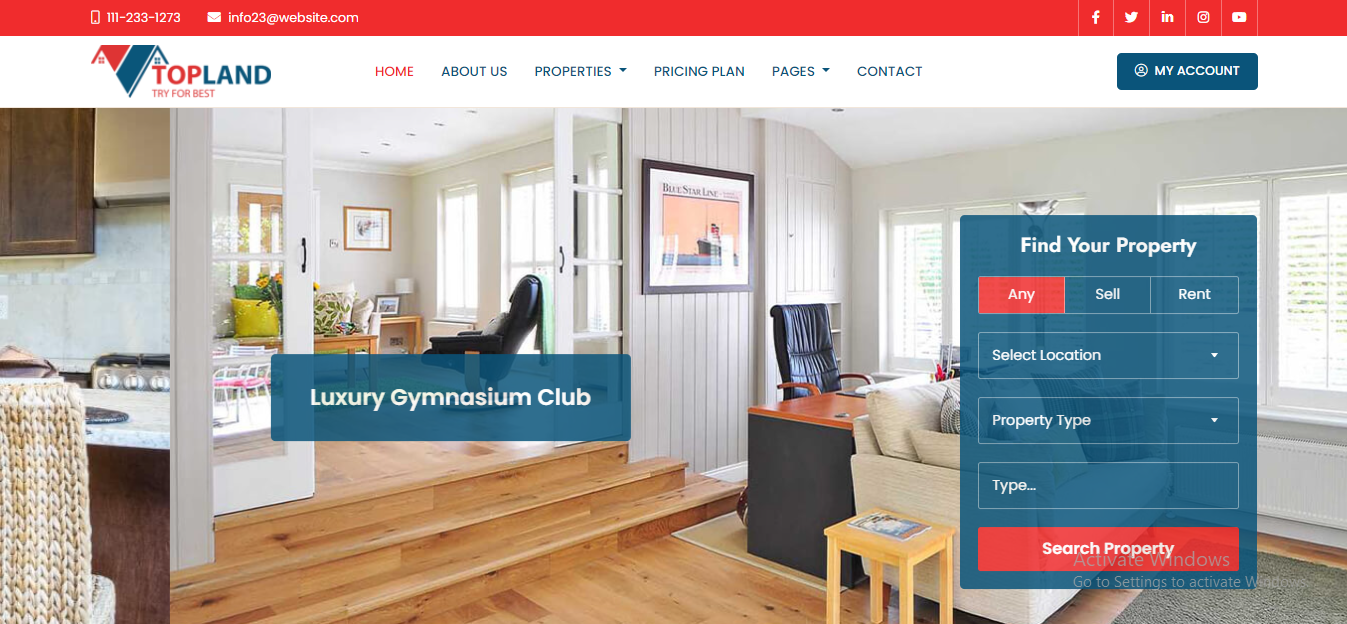 111-233-1273
info23@website.com
TOPLAND
TRY FOR BEST
HOME
ABOUT US
PROPERTIES
PRICING PLAN
PAGES
CONTACT
MY ACCOUNT
BLUE STAR LINE
Luxury Gymnasium Club
Find Your Property
Any
Sell
Rent
Select Location
Property Type
Type...
Search Property
Activate Windows
Go to Settings to activate Windows.